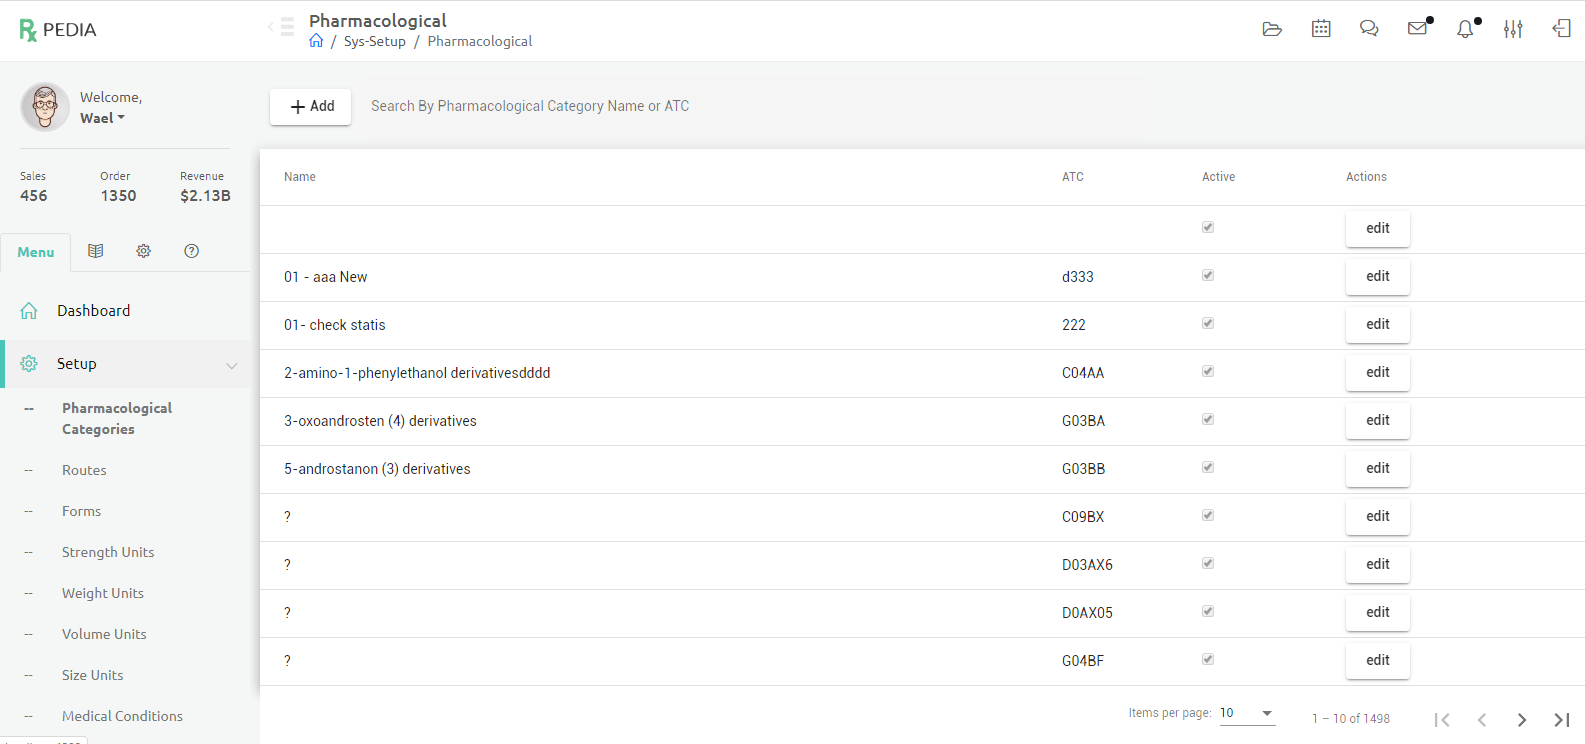 Rx PEDIA
Pharmacological
/ Sys-Setup / Pharmacological
Welcome,
Wael
Sales Order Revenue
456 1350 $2.13B
Menu
Dashboard
Setup
-- Pharmacological
Categories
-- Routes
-- Forms
-- Strength Units
-- Weight Units
-- Volume Units
-- Size Units
-- Medical Conditions
+ Add
Search By Pharmacological Category Name or ATC
Name ATC Active Actions
edit
01 - aaa New d333 edit
01- check statis 222 edit
2-amino-1-phenylethanol derivativesdddd C04AA edit
3-oxoandrosten (4) derivatives G03BA edit
5-androstanon (3) derivatives G03BB edit
? C09BX edit
? D03AX6 edit
? D0AX05 edit
? G04BF edit
Items per page: 10 1 – 10 of 1498